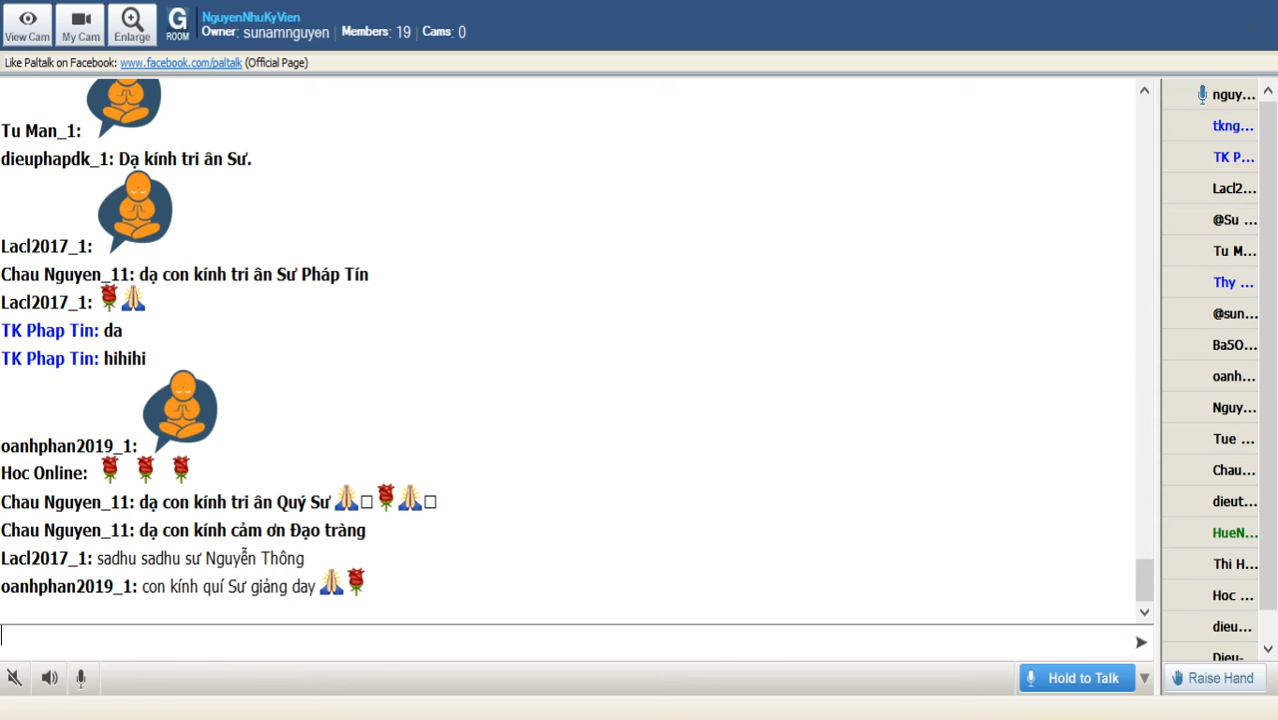 View Cam
My Cam
Enlarge
G
ROOM
NguyenNhuKyVien
Owner: sunamnguyen Members: 19 Cams: 0
Like Paltalk on Facebook: www.facebook.com/paltalk (Official Page)
Tu Man_1:
dieuphapdk_1: Dạ kính tri ân Sư.
Lacl2017_1:
Chau Nguyen_11: dạ con kính tri ân Sư Pháp Tín
Lacl2017_1:
TK Phap Tin: da
TK Phap Tin: hihihi
oanhphan2019_1:
Hoc Online:
Chau Nguyen_11: dạ con kính tri ân Quý Sư
Chau Nguyen_11: dạ con kính cảm ơn Đạo tràng
Lacl2017_1: sadhu sadhu sư Nguyễn Thông
oanhphan2019_1: con kính quí Sư giảng day
nguy...
tkng...
TK P...
Lacl2...
@Su ...
Tu M...
Thy ...
@sun...
Ba5O...
oanh...
Nguy...
Tue ...
Chau...
dieut...
HueN...
Thi H...
Hoc ...
dieu...
Dieu-
Hold to Talk
Raise Hand